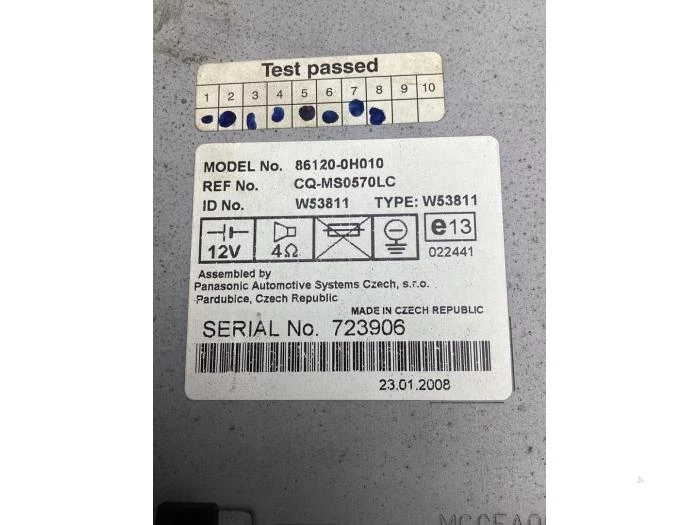 Test passed
1 2 3 4 5 6 7 8 9 10
MODEL No. 86120-0H010
REF No. CQ-MS0570LC
ID No. W53811 TYPE: W53811
12V 4Ω e13
022441
Assembled by
Panasonic Automotive Systems Czech, s.r.o.
Pardubice, Czech Republic
MADE IN CZECH REPUBLIC
SERIAL No. 723906
23.01.2008